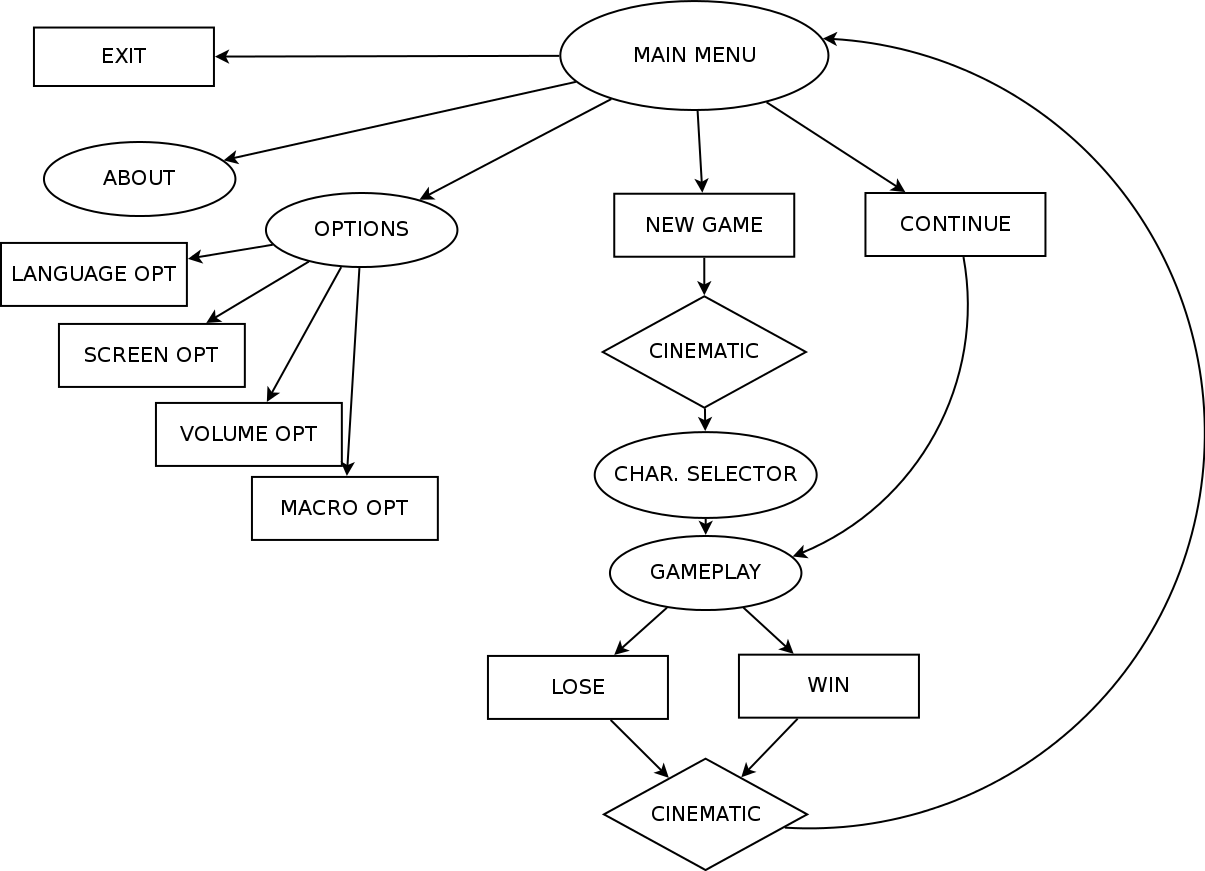 MAIN MENU
EXIT
ABOUT
OPTIONS
NEW GAME
CONTINUE
LANGUAGE OPT
SCREEN OPT
CINEMATIC
VOLUME OPT
CHAR. SELECTOR
MACRO OPT
GAMEPLAY
LOSE
WIN
CINEMATIC